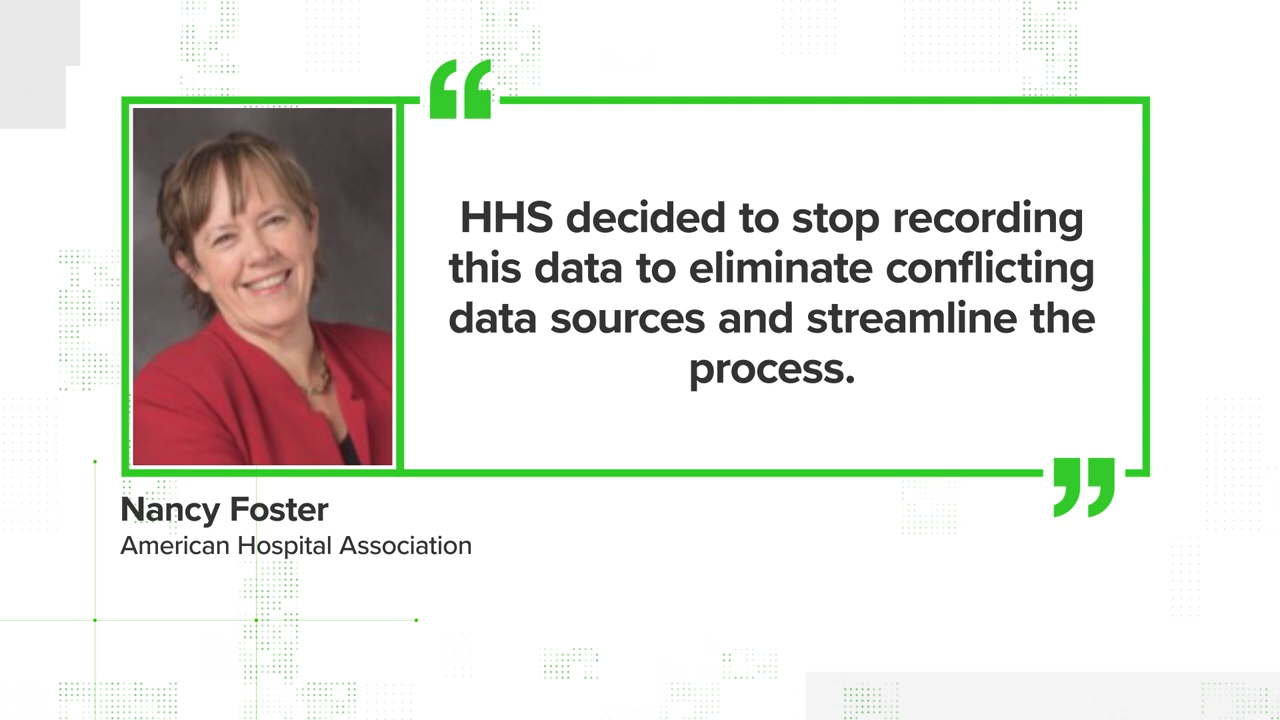 “
HHS decided to stop recording
this data to eliminate conflicting
data sources and streamline the
process.
”
Nancy Foster
American Hospital Association